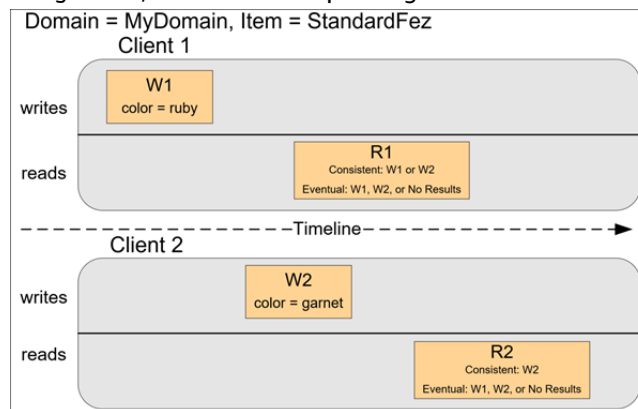 Domain = MyDomain, Item = StandardFez
Client 1
W1
color = ruby
writes
R1
Consistent: W1 or W2
Eventual: W1, W2, or No Results
reads
Timeline
Client 2
W2
color = garnet
writes
reads
R2
Consistent: W2
Eventual: W1, W2, or No Results